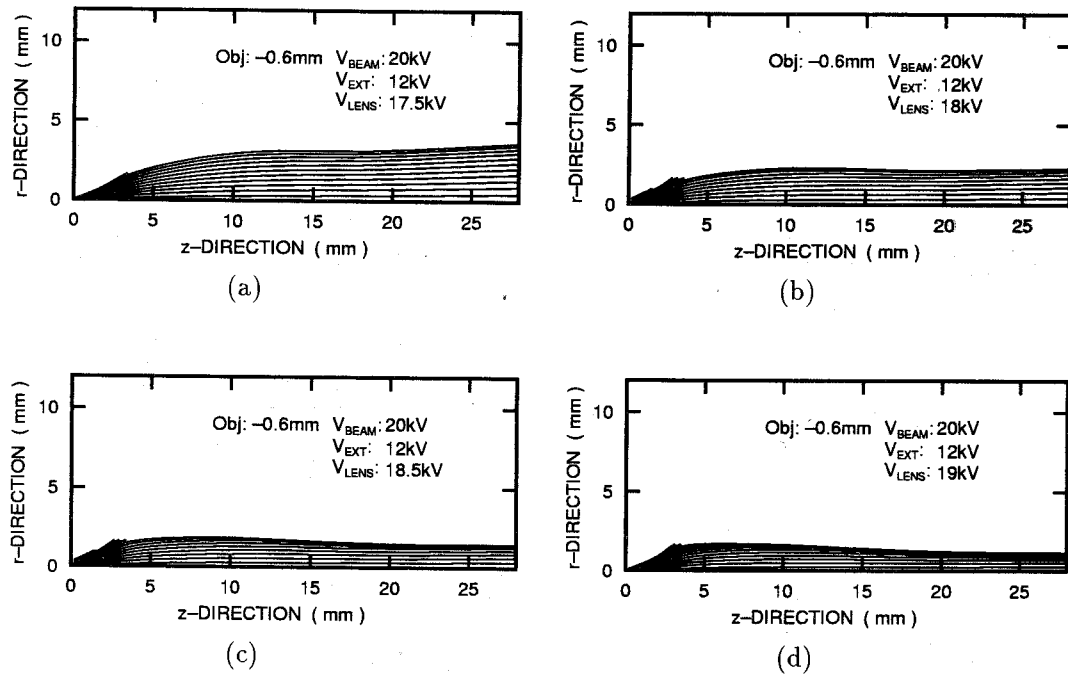 r–DIRECTION ( mm )
10
5
0
Obj: –0.6mm V_BEAM: 20kV
V_EXT: 12kV
V_LENS: 17.5kV
0 5 10 15 20 25
z–DIRECTION ( mm )
(a)
r–DIRECTION ( mm )
10
5
0
Obj: –0.6mm V_BEAM: 20kV
V_EXT: 12kV
V_LENS: 18kV
0 5 10 15 20 25
z–DIRECTION ( mm )
(b)
r–DIRECTION ( mm )
10
5
0
Obj: –0.6mm V_BEAM: 20kV
V_EXT: 12kV
V_LENS: 18.5kV
0 5 10 15 20 25
z–DIRECTION ( mm )
(c)
r–DIRECTION ( mm )
10
5
0
Obj: –0.6mm V_BEAM: 20kV
V_EXT: 12kV
V_LENS: 19kV
0 5 10 15 20 25
z–DIRECTION ( mm )
(d)